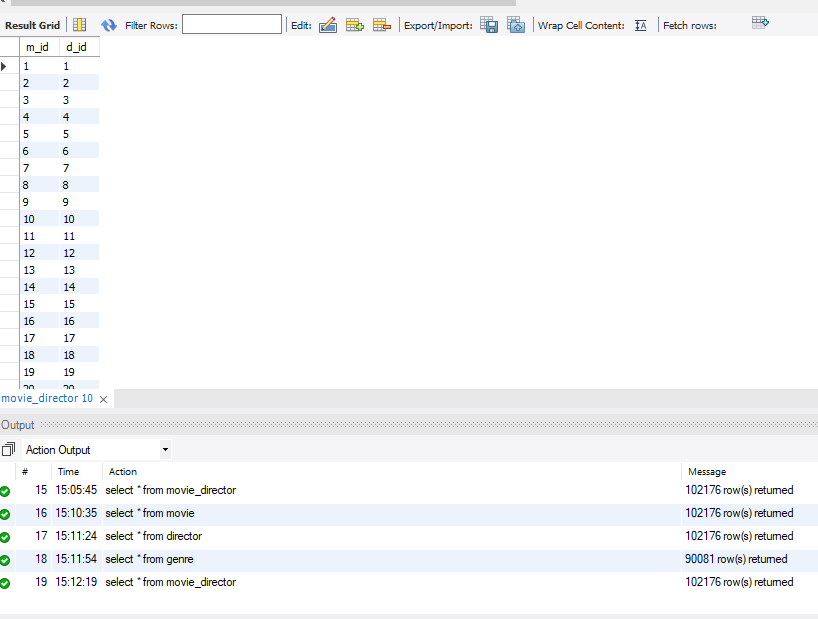 Result Grid Filter Rows: Edit: Export/Import: Wrap Cell Content: Fetch rows:
m_id d_id
1 1
2 2
3 3
4 4
5 5
6 6
7 7
8 8
9 9
10 10
11 11
12 12
13 13
14 14
15 15
16 16
17 17
18 18
19 19
20 20
movie_director 10
Output
Action Output
# Time Action Message
15 15:05:45 select * from movie_director 102176 row(s) returned
16 15:10:35 select * from movie 102176 row(s) returned
17 15:11:24 select * from director 102176 row(s) returned
18 15:11:54 select * from genre 90081 row(s) returned
19 15:12:19 select * from movie_director 102176 row(s) returned